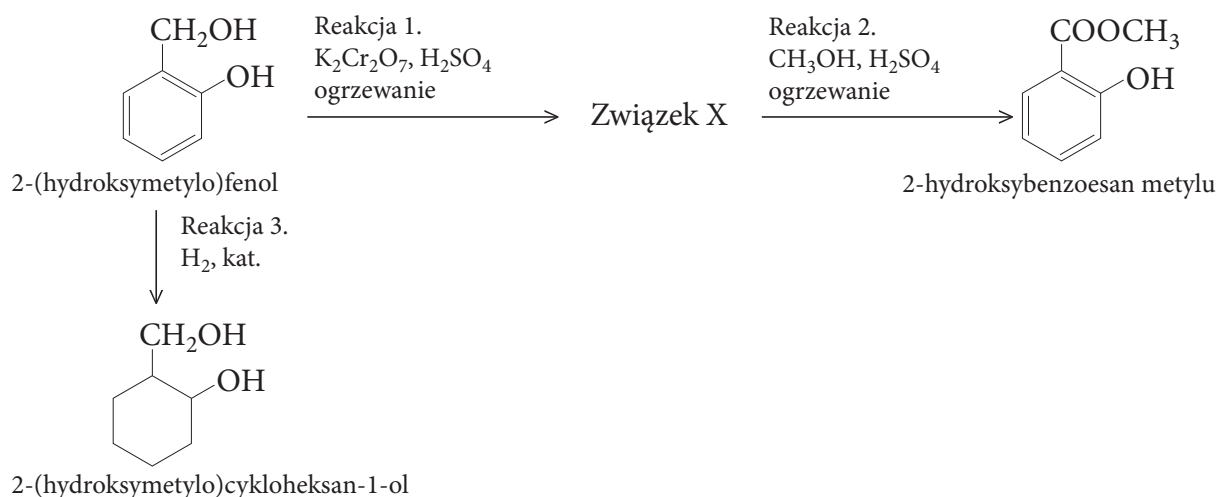 CH₂OH
OH
2-(hydroksymetylo)fenol
Reakcja 1.
K₂Cr₂O₇, H₂SO₄
ogrzewanie
Związek X
Reakcja 2.
CH₃OH, H₂SO₄
ogrzewanie
COOCH₃
OH
2-hydroksybenzoesan metylu
Reakcja 3.
H₂, kat.
CH₂OH
OH
2-(hydroksymetylo)cykloheksan-1-ol